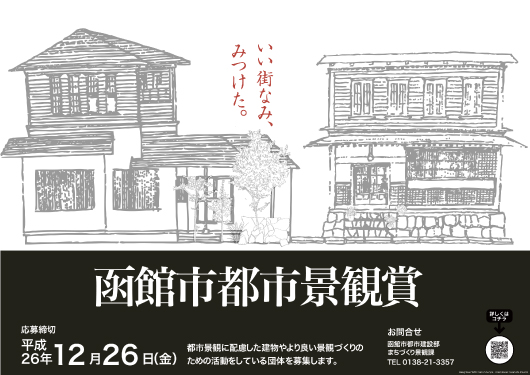 いい街なみ、
みつけた。
函館市都市景観賞
応募締切
平成
26年12月26日(金)
都市景観に配慮した建物やより良い景観づくりの
ための活動をしている団体を募集します。
お問合せ
函館市都市建設部
まちづくり景観課
TEL 0138-21-3357
詳しくは
コチラ